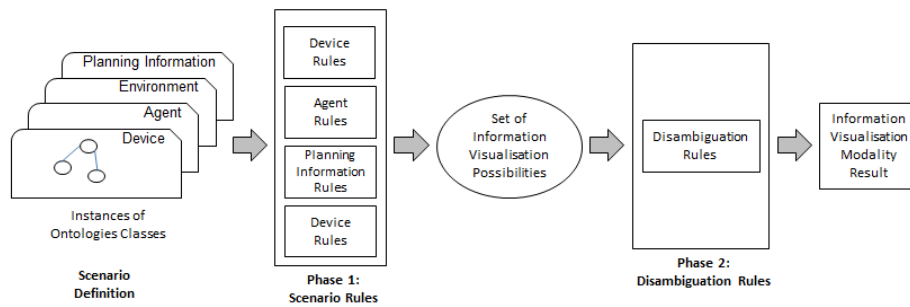 Planning Information
Environment
Agent
Device
Instances of
Ontologies Classes
Scenario
Definition
Device
Rules
Agent
Rules
Planning
Information Rules
Device
Rules
Phase 1:
Scenario Rules
Set of
Information
Visualisation
Possibilities
Disambiguation
Rules
Phase 2:
Disambiguation Rules
Information
Visualisation
Modality
Result